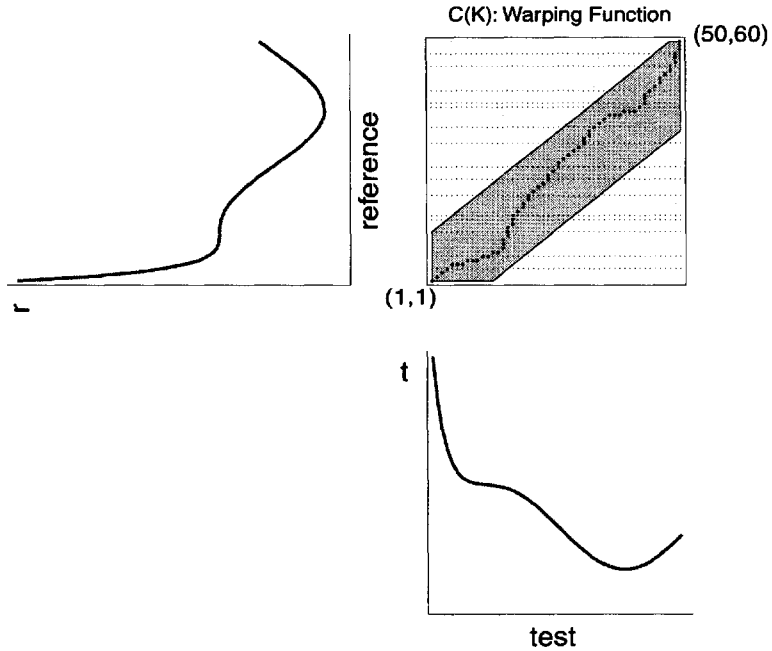 C(K): Warping Function
(50,60)
reference
r
(1,1)
t
test